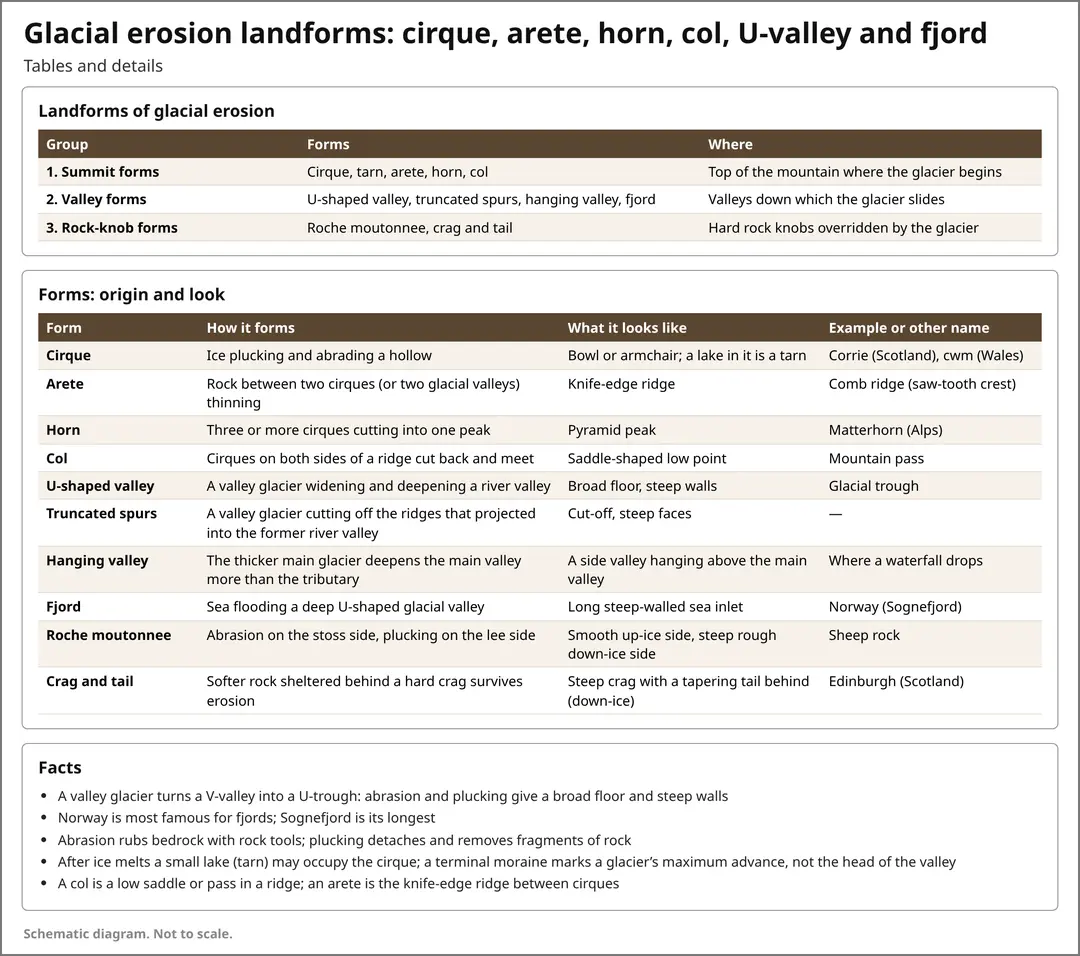 Glacial erosion landforms: cirque, arete, horn, col, U-valley and fjord
Tables and details
Landforms of glacial erosion
Group Forms Where
1. Summit forms Cirque, tarn, arete, horn, col Top of the mountain where the glacier begins
2. Valley forms U-shaped valley, truncated spurs, hanging valley, fjord Valleys down which the glacier slides
3. Rock-knob forms Roche moutonnee, crag and tail Hard rock knobs overridden by the glacier
Forms: origin and look
Form How it forms What it looks like Example or other name
Cirque Ice plucking and abrading a hollow Bowl or armchair; a lake in it is a tarn Corrie (Scotland), cwm (Wales)
Arete Rock between two cirques (or two glacial valleys) Knife-edge ridge Comb ridge (saw-tooth crest)
thinning
Horn Three or more cirques cutting into one peak Pyramid peak Matterhorn (Alps)
Col Cirques on both sides of a ridge cut back and meet Saddle-shaped low point Mountain pass
U-shaped valley A valley glacier widening and deepening a river valley Broad floor, steep walls Glacial trough
Truncated spurs A valley glacier cutting off the ridges that projected Cut-off, steep faces —
into the former river valley
Hanging valley The thicker main glacier deepens the main valley A side valley hanging above the main Where a waterfall drops
more than the tributary valley
Fjord Sea flooding a deep U-shaped glacial valley Long steep-walled sea inlet Norway (Sognefjord)
Roche moutonnee Abrasion on the stoss side, plucking on the lee side Smooth up-ice side, steep rough Sheep rock
down-ice side
Crag and tail Softer rock sheltered behind a hard crag survives Steep crag with a tapering tail behind Edinburgh (Scotland)
erosion (down-ice)
Facts
• A valley glacier turns a V-valley into a U-trough: abrasion and plucking give a broad floor and steep walls
• Norway is most famous for fjords; Sognefjord is its longest
• Abrasion rubs bedrock with rock tools; plucking detaches and removes fragments of rock
• After ice melts a small lake (tarn) may occupy the cirque; a terminal moraine marks a glacier’s maximum advance, not the head of the valley
• A col is a low saddle or pass in a ridge; an arete is the knife-edge ridge between cirques
Schematic diagram. Not to scale.